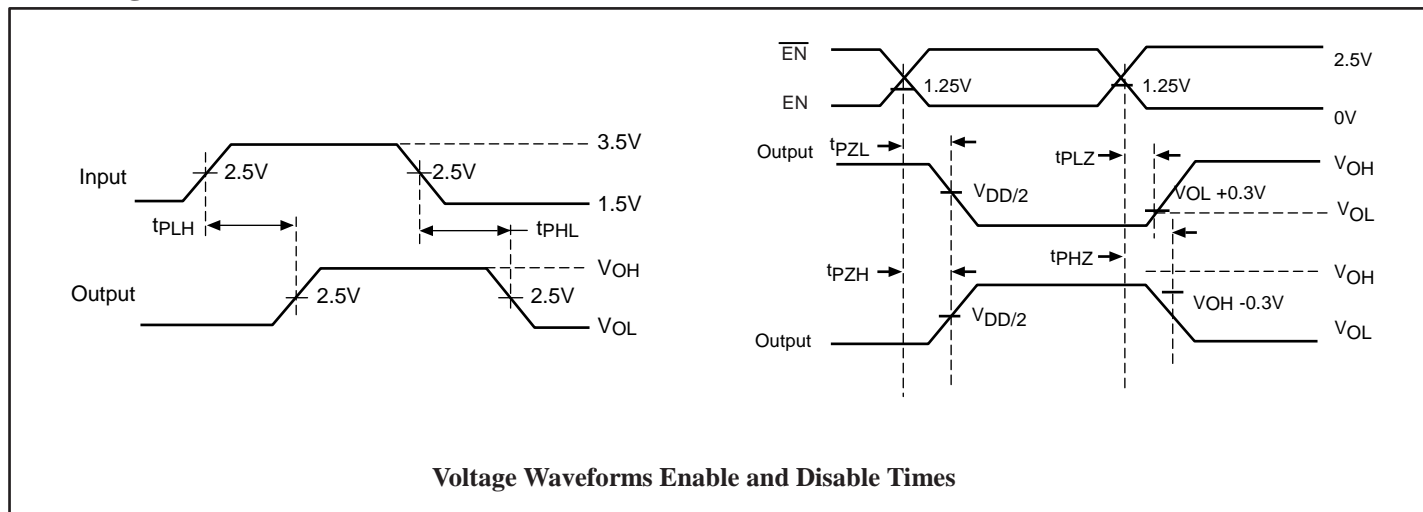 Input
2.5V
2.5V
3.5V
1.5V
tPLH
tPHL
Output
2.5V
2.5V
VOH
VOL
EN
EN
1.25V
1.25V
2.5V
0V
Output
tPZL
VDD/2
tPLZ
VOL +0.3V
VOH
VOL
tPZH
VDD/2
tPHZ
VOH -0.3V
VOH
VOL
Output
Voltage Waveforms Enable and Disable Times